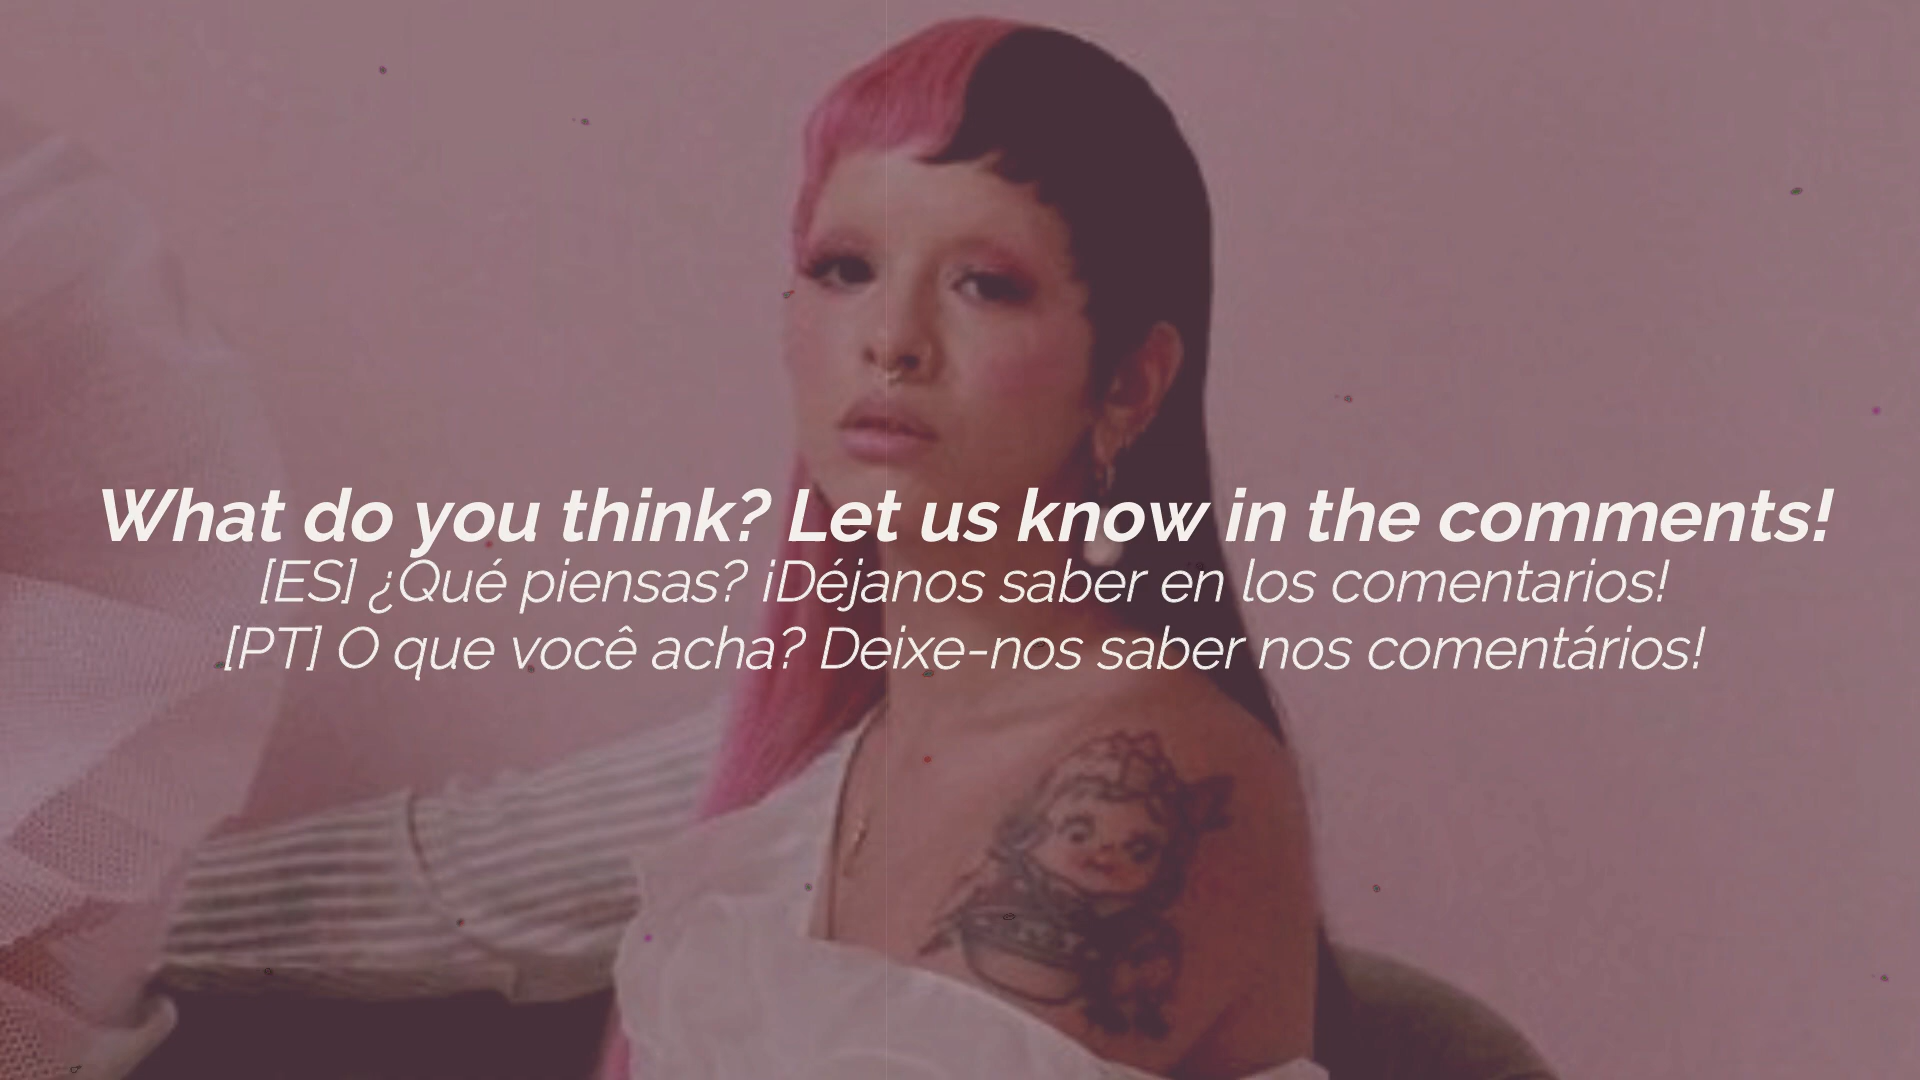 What do you think? Let us know in the comments!
[ES] ¿Qué piensas? ¡Déjanos saber en los comentarios!
[PT] O que você acha? Deixe-nos saber nos comentários!